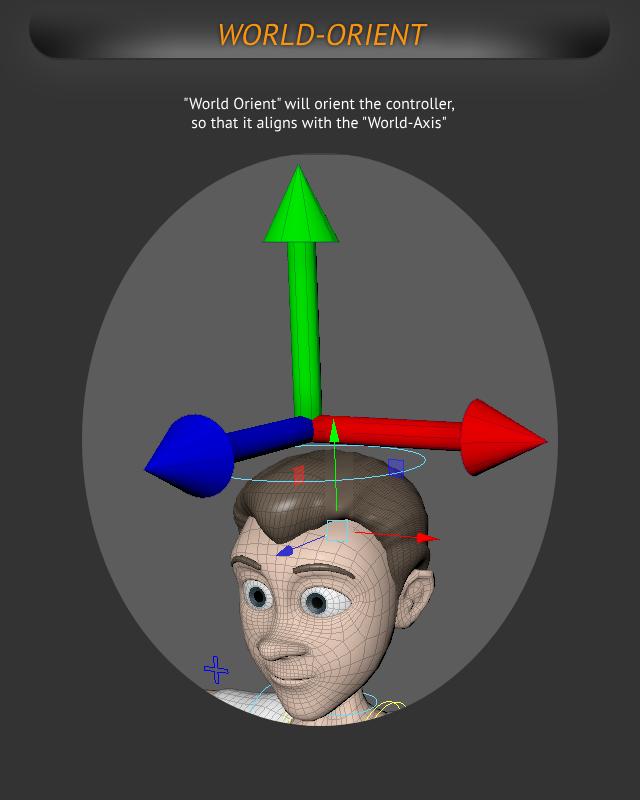 WORLD-ORIENT
"World Orient" will orient the controller,
so that it aligns with the "World-Axis"